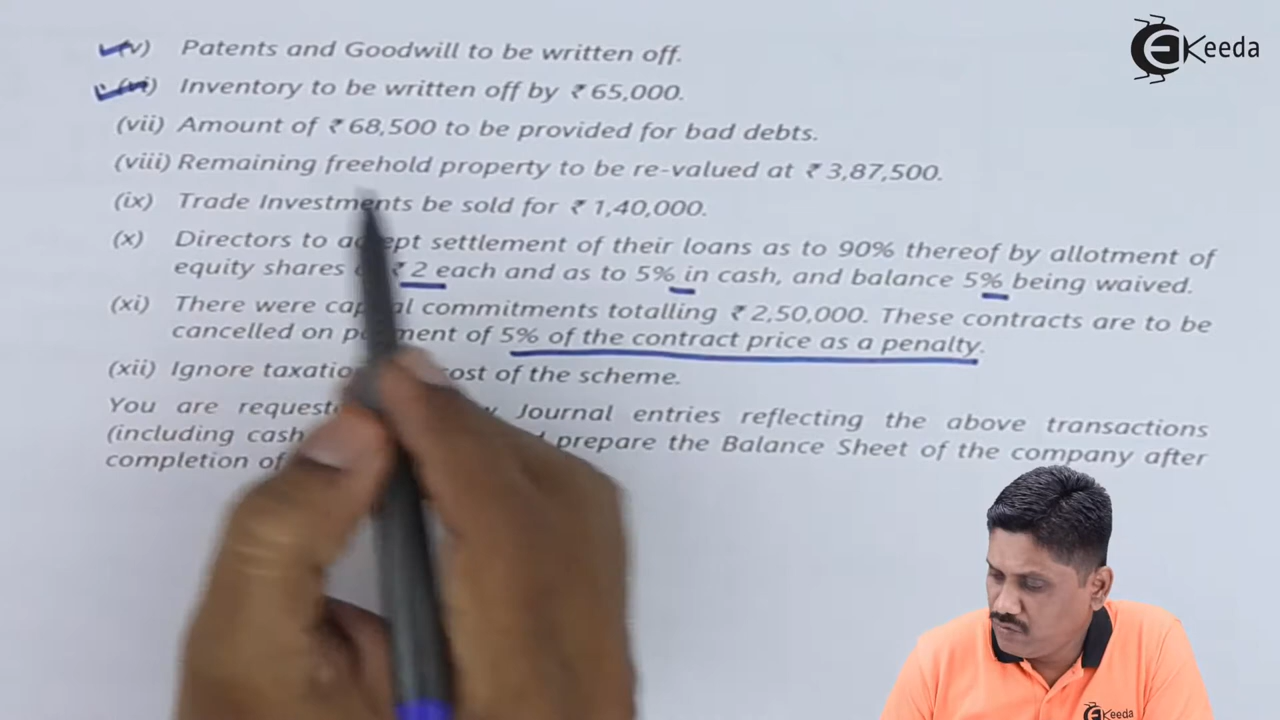 (v) Patents and Goodwill to be written off.
(vi) Inventory to be written off by ₹ 65,000.
(vii) Amount of ₹ 68,500 to be provided for bad debts.
(viii) Remaining freehold property to be re-valued at ₹ 3,87,500.
(ix) Trade Investments be sold for ₹ 1,40,000.
(x) Directors to accept settlement of their loans as to 90% thereof by allotment of
equity shares ₹ 2 each and as to 5% in cash, and balance 5% being waived.
(xi) There were capital commitments totalling ₹ 2,50,000. These contracts are to be
cancelled on payment of 5% of the contract price as a penalty.
(xii) Ignore taxation cost of the scheme.
You are requested Journal entries reflecting the above transactions
(including cash prepare the Balance Sheet of the company after
completion of
EKeeda
EKeeda